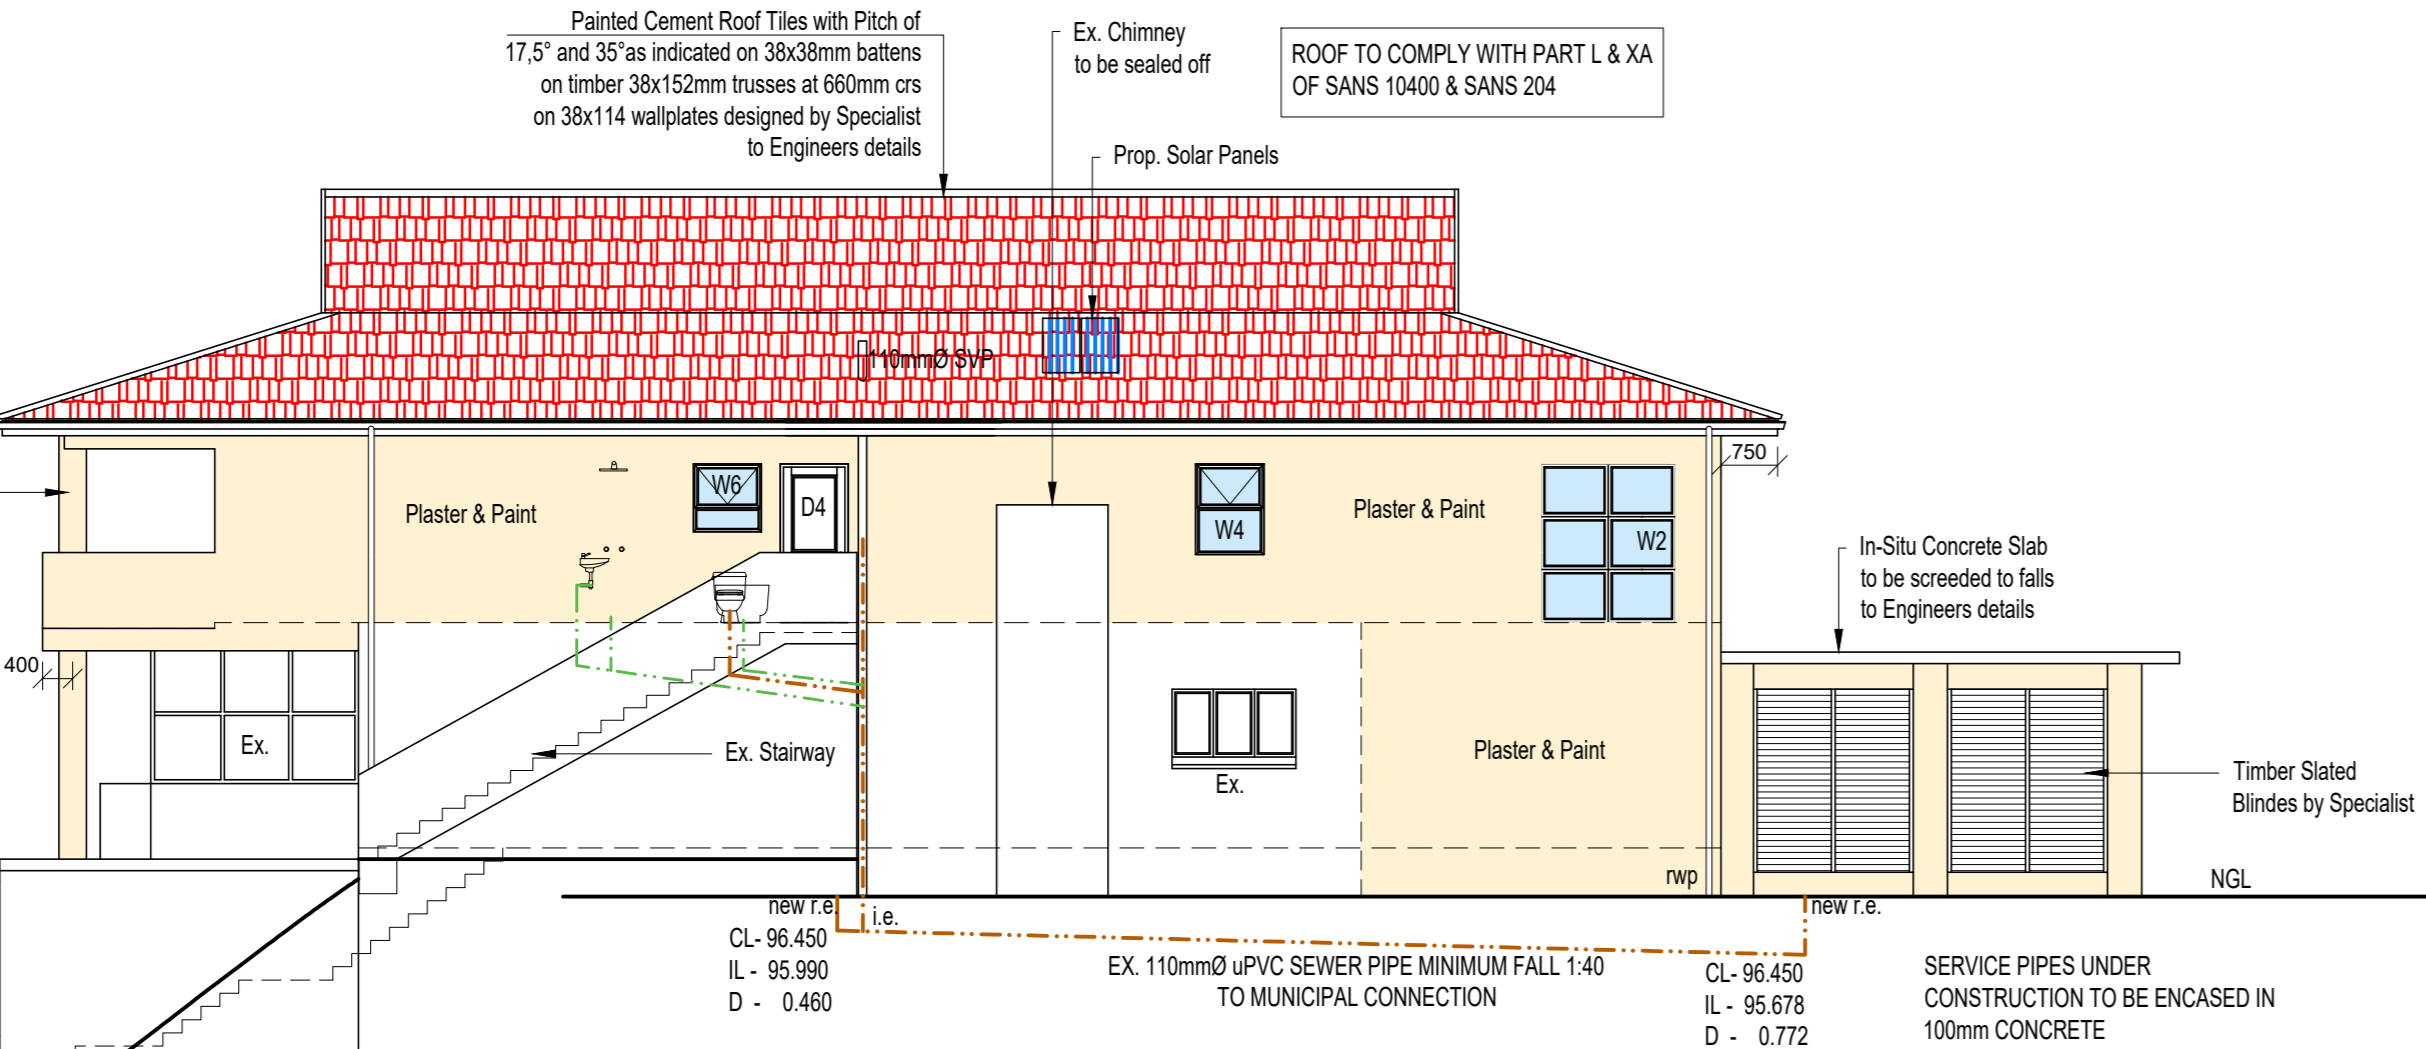 Painted Cement Roof Tiles with Pitch of
17,5° and 35°as indicated on 38x38mm battens
on timber 38x152mm trusses at 660mm crs
on 38x114 wallplates designed by Specialist
to Engineers details
Ex. Chimney
to be sealed off
ROOF TO COMPLY WITH PART L & XA
OF SANS 10400 & SANS 204
Prop. Solar Panels
110mmØ SVP
750
W6
D4
Plaster & Paint
W4
Plaster & Paint
W2
In-Situ Concrete Slab
to be screeded to falls
to Engineers details
400
Ex.
Ex. Stairway
Ex.
Plaster & Paint
Timber Slated
Blindes by Specialist
rwp
NGL
new r.e.
i.e.
new r.e.
CL- 96.450
IL - 95.990
D - 0.460
EX. 110mmØ uPVC SEWER PIPE MINIMUM FALL 1:40
TO MUNICIPAL CONNECTION
CL- 96.450
IL - 95.678
D - 0.772
SERVICE PIPES UNDER
CONSTRUCTION TO BE ENCASED IN
100mm CONCRETE